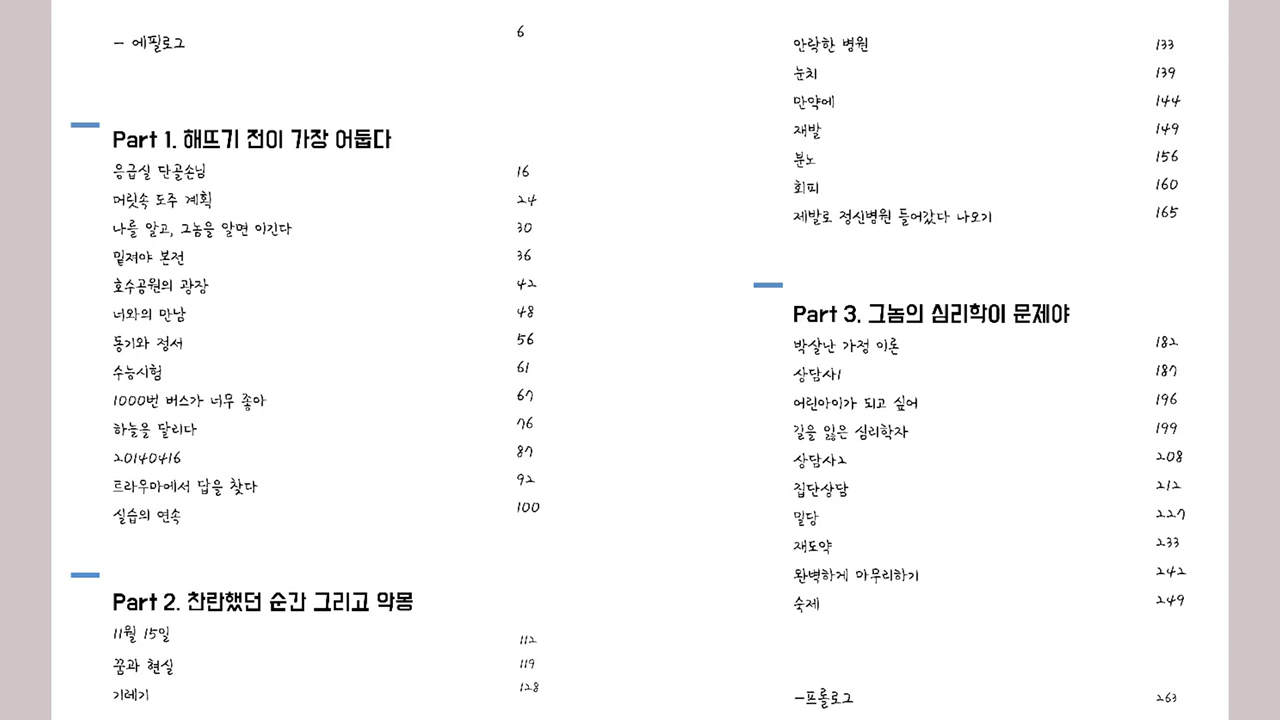 - 에필로그 6
Part 1. 해뜨기 전이 가장 어둡다
응급실 단골손님 16
머릿속 도주 계획 24
나를 알고, 그놈을 알면 이긴다 30
밑져야 본전 36
호수공원의 광장 42
너와의 만남 48
동기와 정서 56
수능시험 61
1000번 버스가 너무 좋아 67
하늘을 달리다 76
20140416 87
트라우마에서 답을 찾다 92
실습의 연속 100
Part 2. 찬란했던 순간 그리고 악몽
11월 15일 112
꿈과 현실 119
기레기 128
안락한 병원 133
눈치 139
만약에 144
재발 149
분노 156
회피 160
제발로 정신병원 들어갔다 나오기 165
Part 3. 그놈의 심리학이 문제야
박살난 가정 이론 182
상담사1 187
어린아이가 되고 싶어 196
길을 잃은 심리학자 199
상담사2 208
집단상담 212
밀당 227
재도약 233
완벽하게 마무리하기 242
숙제 249
-프롤로그 263